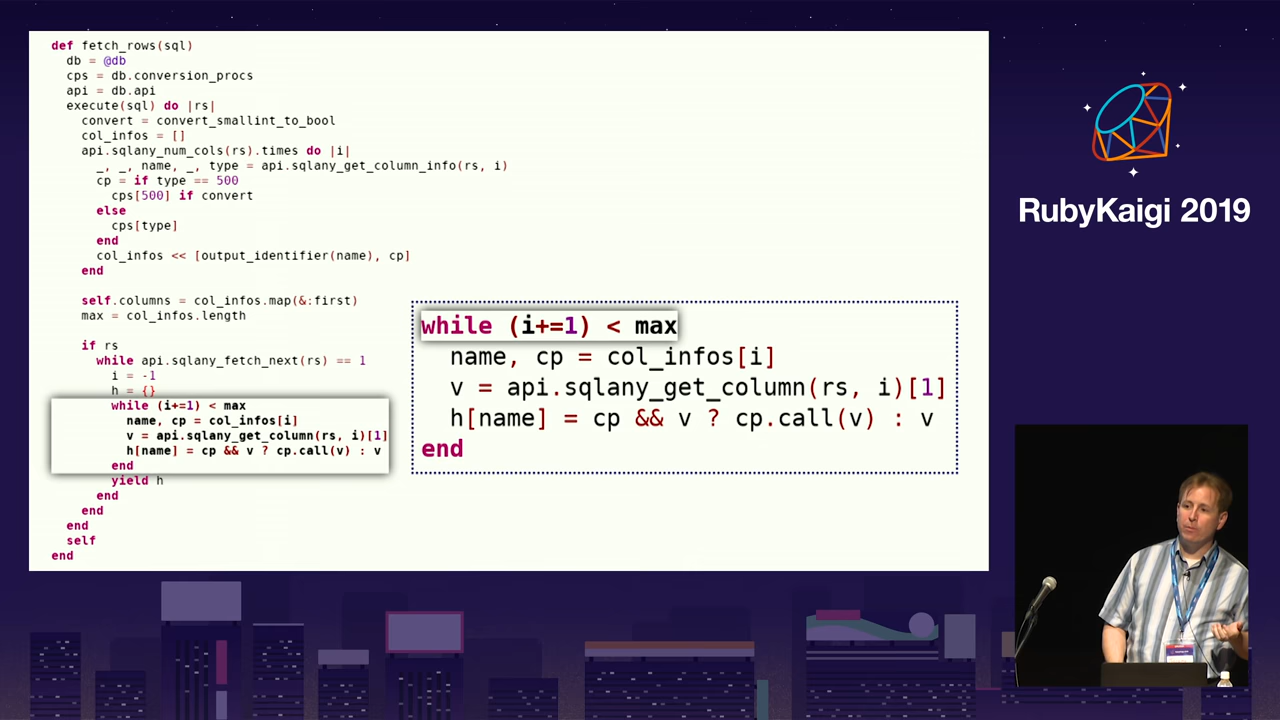 def fetch_rows(sql)
db = @db
cps = db.conversion_procs
api = db.api
execute(sql) do |rs|
convert = convert_smallint_to_bool
col_infos = []
api.sqlany_num_cols(rs).times do |i|
_, _, name, _, type = api.sqlany_get_column_info(rs, i)
cp = if type == 500
cps[500] if convert
else
cps[type]
end
col_infos << [output_identifier(name), cp]
end
self.columns = col_infos.map(&:first)
max = col_infos.length
if rs
while api.sqlany_fetch_next(rs) == 1
i = -1
h = {}
while (i+=1) < max
name, cp = col_infos[i]
v = api.sqlany_get_column(rs, i)[1]
h[name] = cp && v ? cp.call(v) : v
end
yield h
end
end
end
self
end
while (i+=1) < max
name, cp = col_infos[i]
v = api.sqlany_get_column(rs, i)[1]
h[name] = cp && v ? cp.call(v) : v
end
RubyKaigi 2019